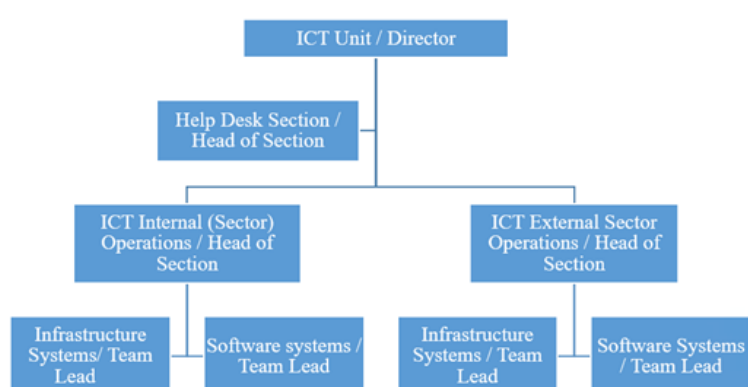 ICT Unit / Director
Help Desk Section /
Head of Section
ICT Internal (Sector)
Operations / Head of
Section
ICT External Sector
Operations / Head of
Section
Infrastructure
Systems/ Team
Lead
Software systems /
Team Lead
Infrastructure
Systems / Team
Lead
Software Systems
/ Team Lead